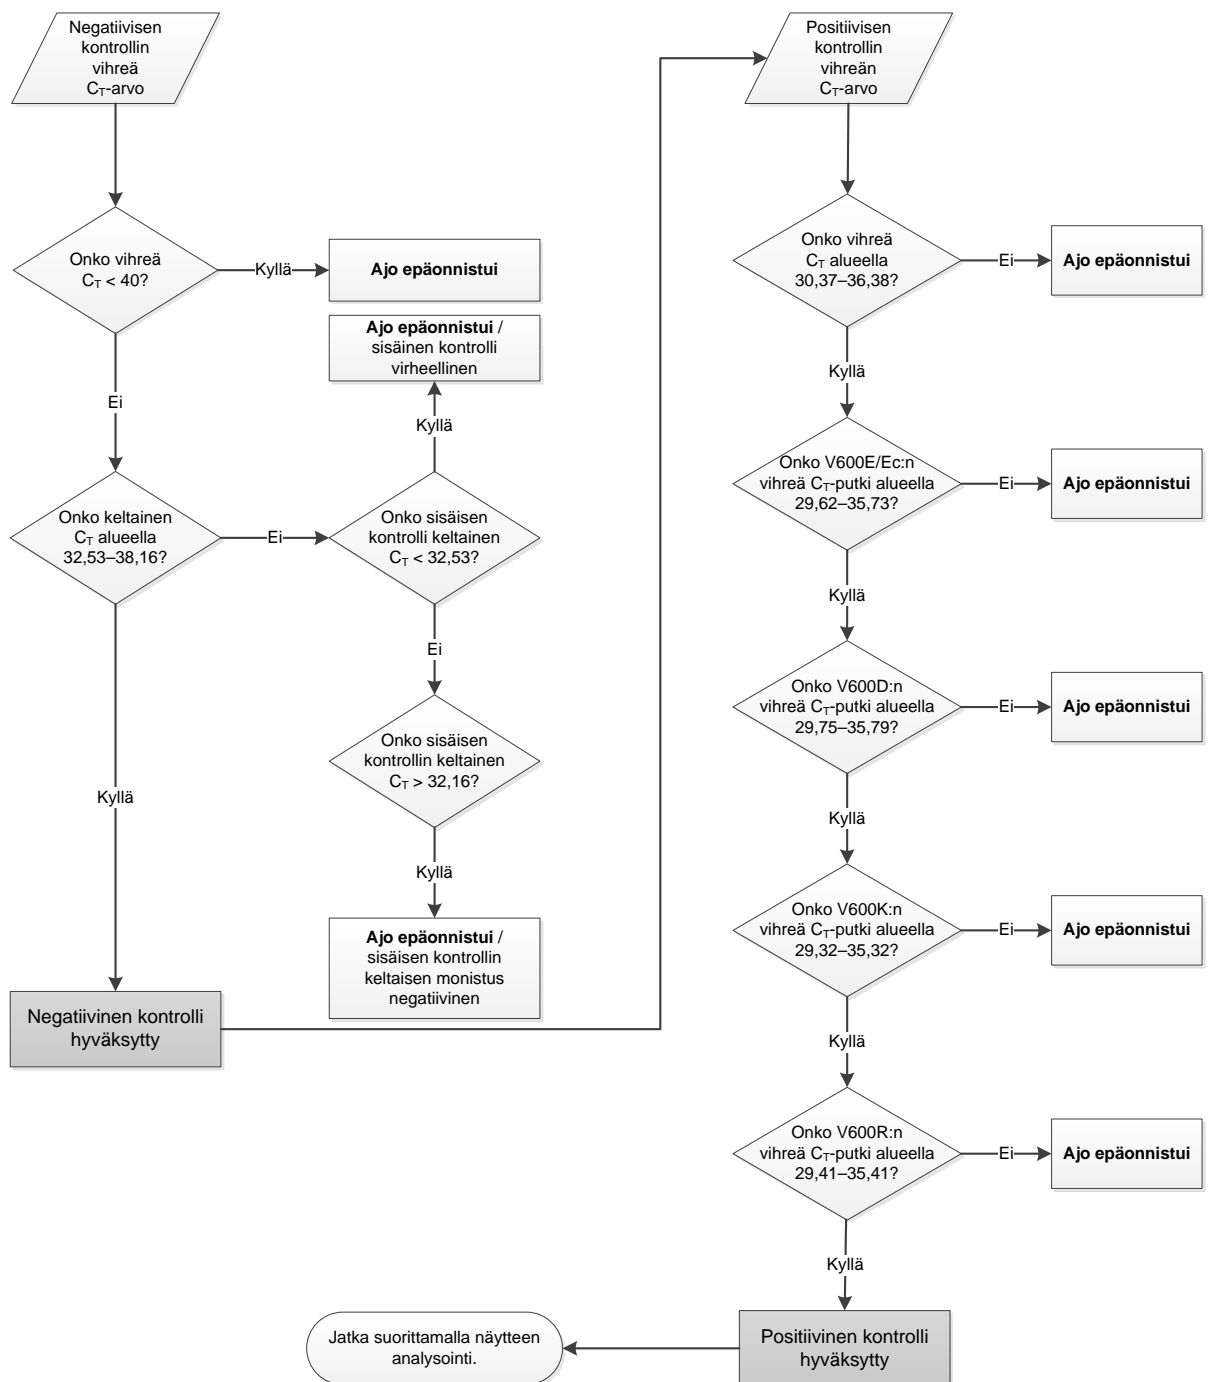 Negatiivisen
kontrollin
vihreä
CT-arvo
Onko vihreä
CT < 40?
Kyllä
Ajo epäonnistui
Ei
Onko keltainen
CT alueella
32,53–38,16?
Ei
Onko sisäisen
kontrolli keltainen
CT < 32,53?
Kyllä
Ajo epäonnistui /
sisäinen kontrolli
virheellinen
Ei
Onko sisäisen
kontrollin keltainen
CT > 32,16?
Kyllä
Ajo epäonnistui /
sisäisen kontrollin
keltaisen monistus
negatiivinen
Kyllä
Negatiivinen kontrolli
hyväksytty
Positiivisen
kontrollin
vihreän
CT-arvo
Onko vihreä
CT alueella
30,37–36,38?
Ei
Ajo epäonnistui
Kyllä
Onko V600E/Ec:n
vihreä CT-putki alueella
29,62–35,73?
Ei
Ajo epäonnistui
Kyllä
Onko V600D:n
vihreä CT-putki alueella
29,75–35,79?
Ei
Ajo epäonnistui
Kyllä
Onko V600K:n
vihreä CT-putki alueella
29,32–35,32?
Ei
Ajo epäonnistui
Kyllä
Onko V600R:n
vihreä CT-putki alueella
29,41–35,41?
Ei
Ajo epäonnistui
Kyllä
Positiivinen kontrolli
hyväksytty
Jatka suorittamalla näytteen
analysointi.